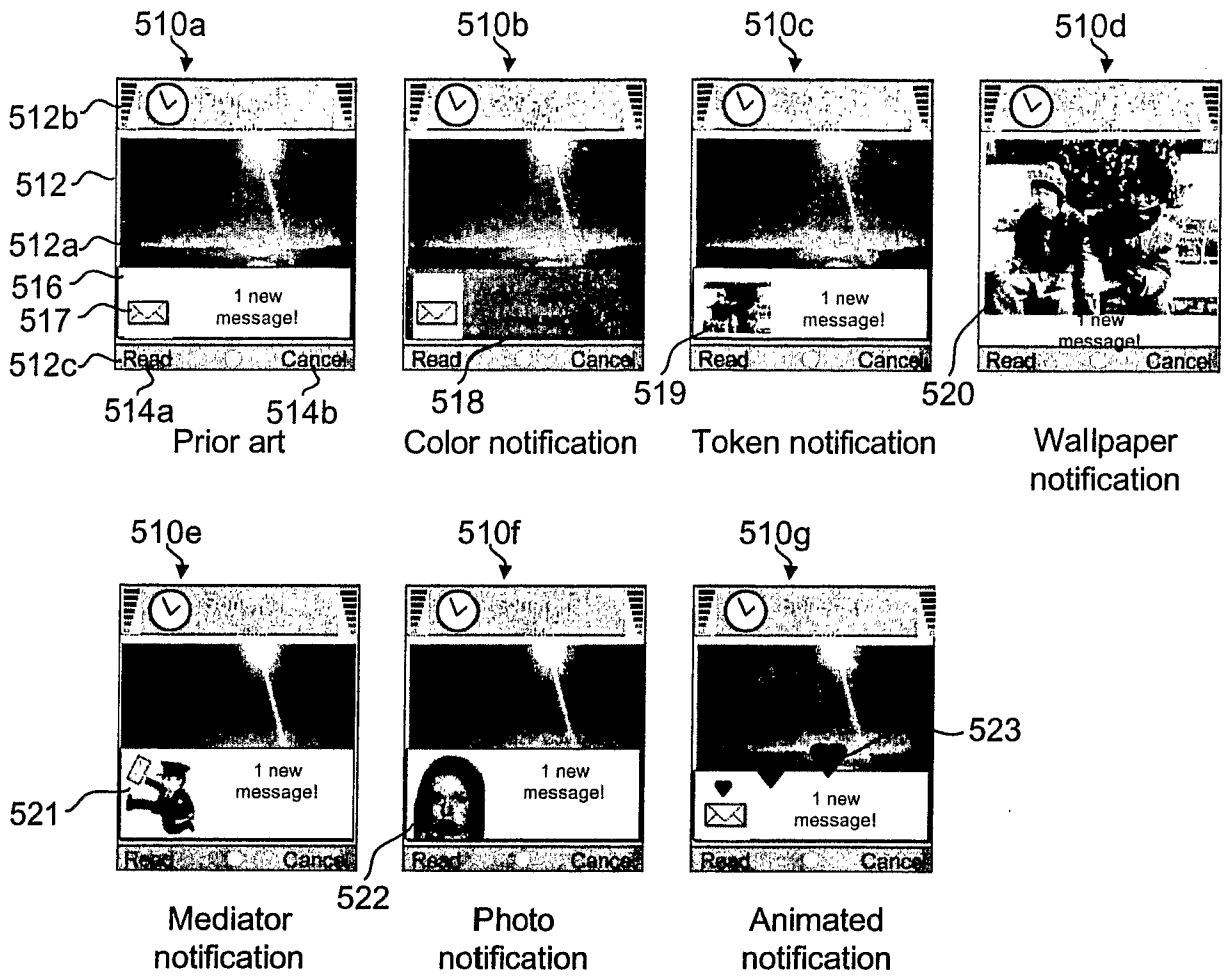 510a 510b 510c 510d
512b
512
512a
516
517
1 new
message!
1 new
message!
1 new
message!
512c
Read Cancel
Read Cancel
Read Cancel
Read Cancel
514a 514b 518 519 520
Prior art
Color notification
Token notification
Wallpaper
notification
510e 510f 510g
523
521
1 new
message!
1 new
message!
1 new
message!
Read Cancel
Read Cancel
Read Cancel
522
Mediator
notification
Photo
notification
Animated
notification